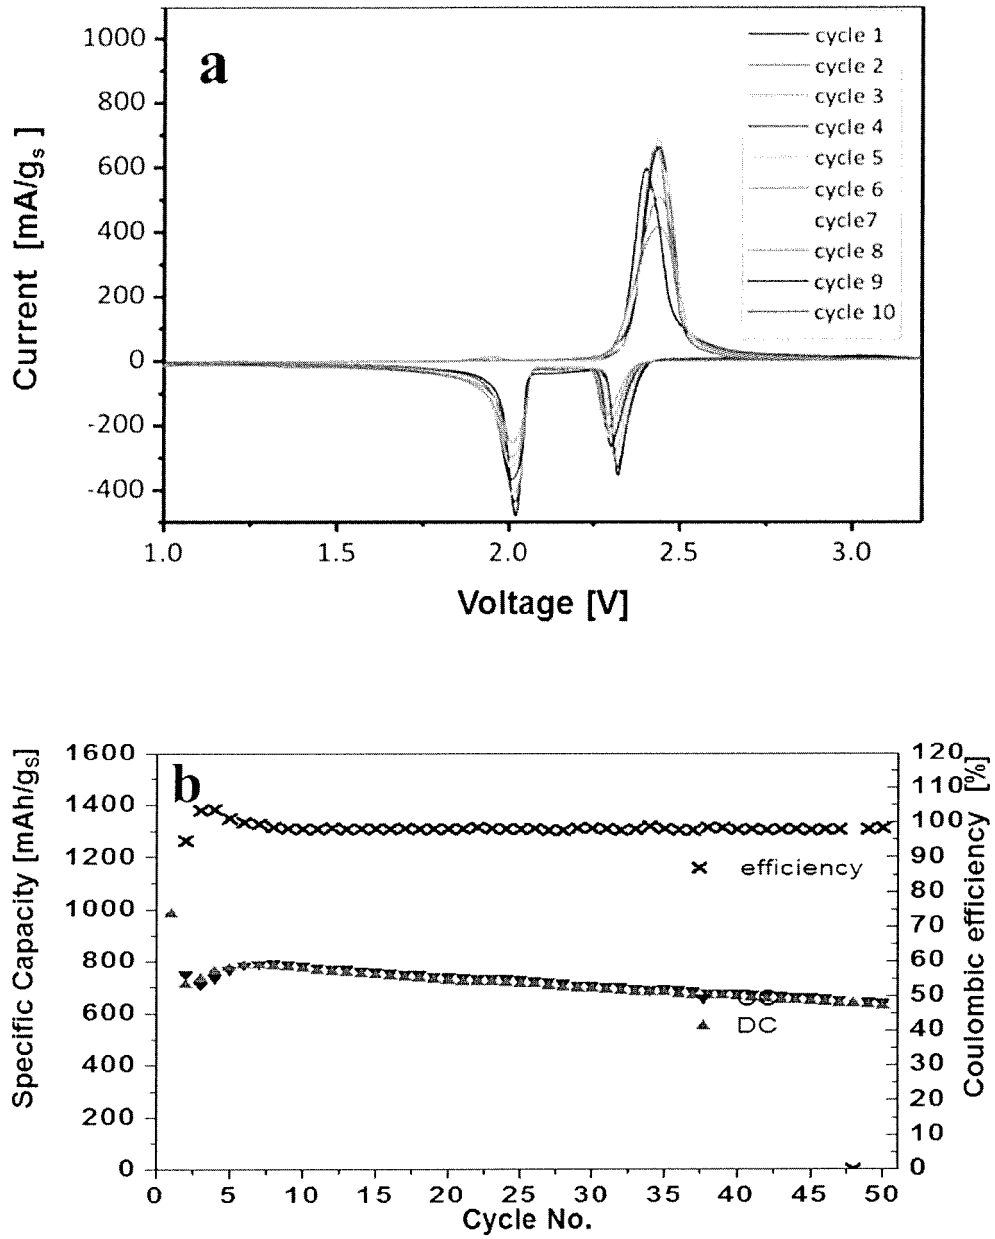 a
1000
800
600
400
200
0
-200
-400
Current [mA/gs]
cycle 1
cycle 2
cycle 3
cycle 4
cycle 5
cycle 6
cycle7
cycle 8
cycle 9
cycle 10
1.0 1.5 2.0 2.5 3.0
Voltage [V]
b
1600
1400
1200
1000
800
600
400
200
0
Specific Capacity [mAh/gs]
120
110
100
90
80
70
60
50
40
30
20
10
0
Coulombic efficiency [%]
efficiency
DC
0 5 10 15 20 25 30 35 40 45 50
Cycle No.